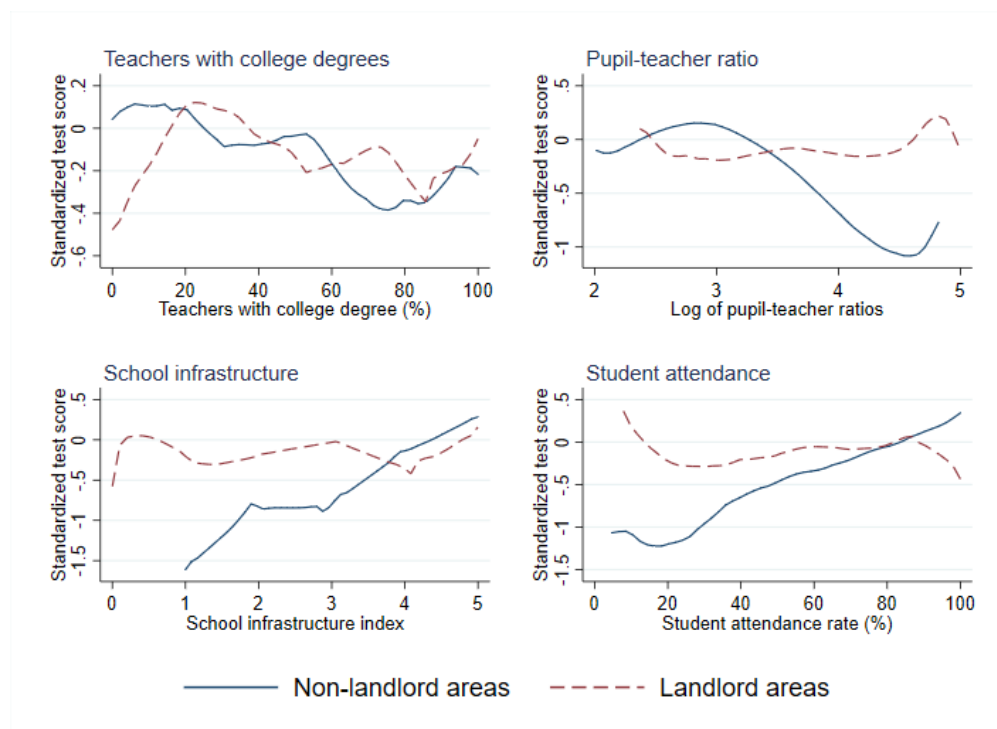 Teachers with college degrees
Standardized test score
.2
0
-.2
-.4
-.6
0 20 40 60 80 100
Teachers with college degree (%)
Pupil-teacher ratio
Standardized test score
.5
0
-.5
-1
2 3 4 5
Log of pupil-teacher ratios
School infrastructure
Standardized test score
.5
0
-.5
-1
-1.5
0 1 2 3 4 5
School infrastructure index
Student attendance
Standardized test score
.5
0
-.5
-1
-1.5
0 20 40 60 80 100
Student attendance rate (%)
Non-landlord areas
Landlord areas